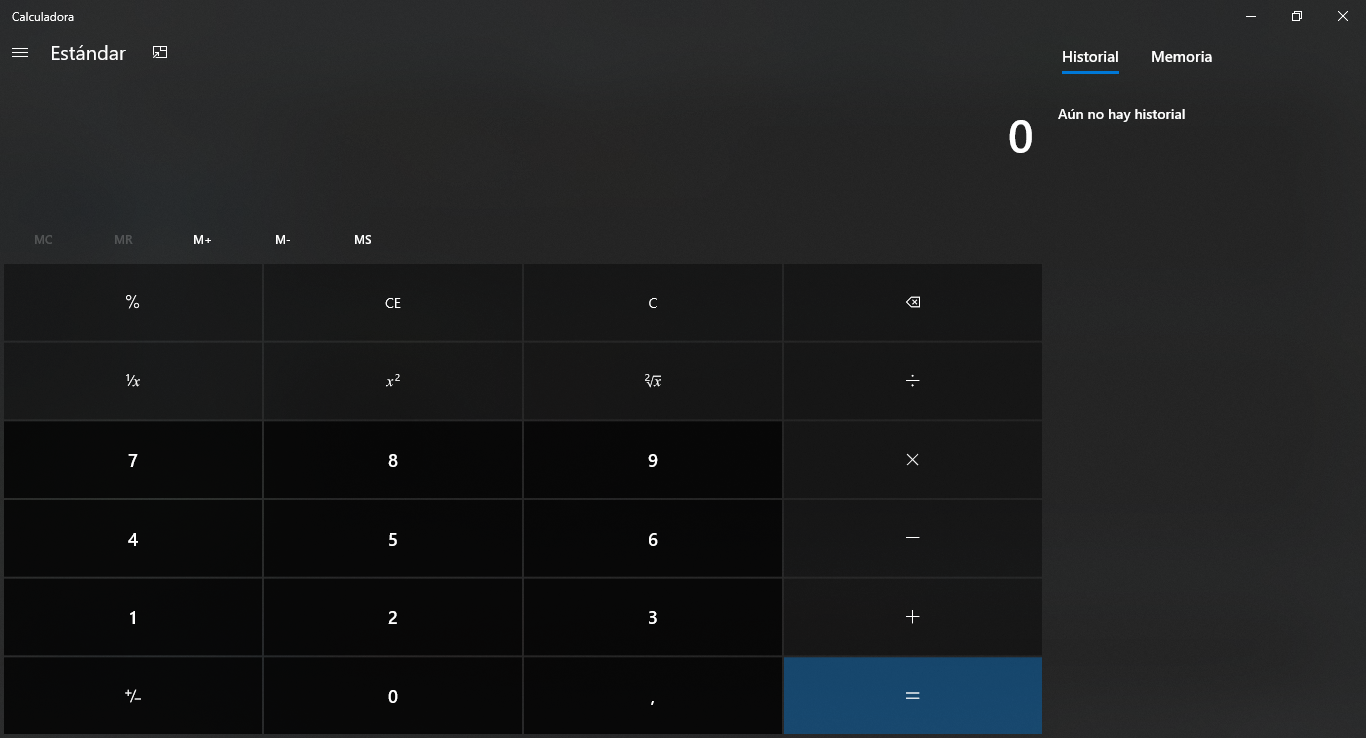 Calculadora
Estándar
Historial Memoria
Aún no hay historial
0
MC MR M+ M- MS
% CE C
¹/x x² ²√x ÷
7 8 9 ×
4 5 6 −
1 2 3 +
+/− 0 , =